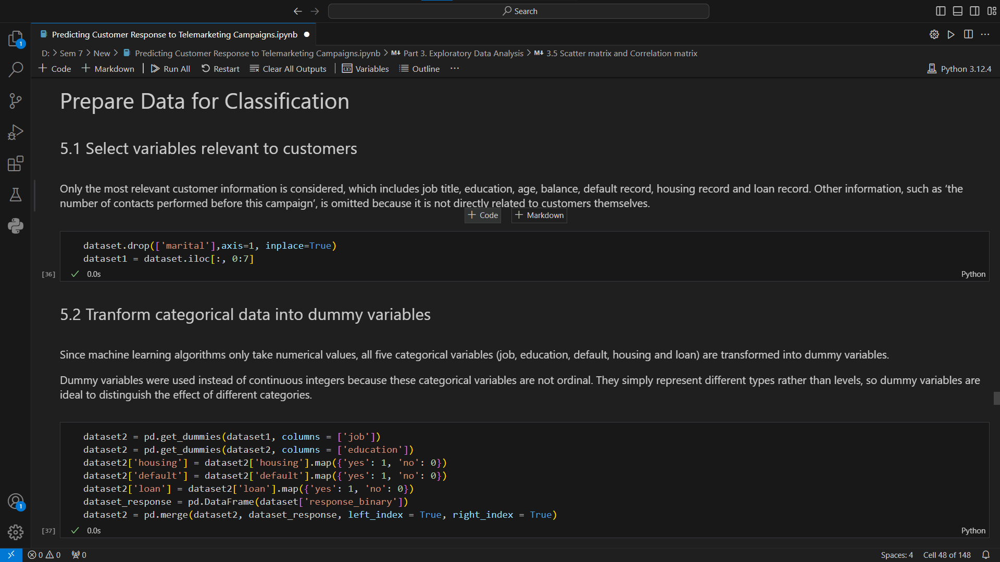 Search
Predicting Customer Response to Telemarketing Campaigns.ipynb
D: > Sem 7 > New > Predicting Customer Response to Telemarketing Campaigns.ipynb > M↓ Part 3. Exploratory Data Analysis > M↓ 3.5 Scatter matrix and Correlation matrix
+ Code + Markdown | Run All Restart Clear All Outputs | Variables Outline ···
Python 3.12.4
Prepare Data for Classification
5.1 Select variables relevant to customers
Only the most relevant customer information is considered, which includes job title, education, age, balance, default record, housing record and loan record. Other information, such as ‘the
number of contacts performed before this campaign’, is omitted because it is not directly related to customers themselves.
+ Code + Markdown
dataset.drop(['marital'],axis=1, inplace=True)
dataset1 = dataset.iloc[:, 0:7]
[36] ✓ 0.0s Python
5.2 Tranform categorical data into dummy variables
Since machine learning algorithms only take numerical values, all five categorical variables (job, education, default, housing and loan) are transformed into dummy variables.
Dummy variables were used instead of continuous integers because these categorical variables are not ordinal. They simply represent different types rather than levels, so dummy variables are
ideal to distinguish the effect of different categories.
dataset2 = pd.get_dummies(dataset1, columns = ['job'])
dataset2 = pd.get_dummies(dataset2, columns = ['education'])
dataset2['housing'] = dataset2['housing'].map({'yes': 1, 'no': 0})
dataset2['default'] = dataset2['default'].map({'yes': 1, 'no': 0})
dataset2['loan'] = dataset2['loan'].map({'yes': 1, 'no': 0})
dataset_response = pd.DataFrame(dataset['response_binary'])
dataset2 = pd.merge(dataset2, dataset_response, left_index = True, right_index = True)
[37] ✓ 0.0s Python
1
1
0 0 0
Spaces: 4 Cell 48 of 148